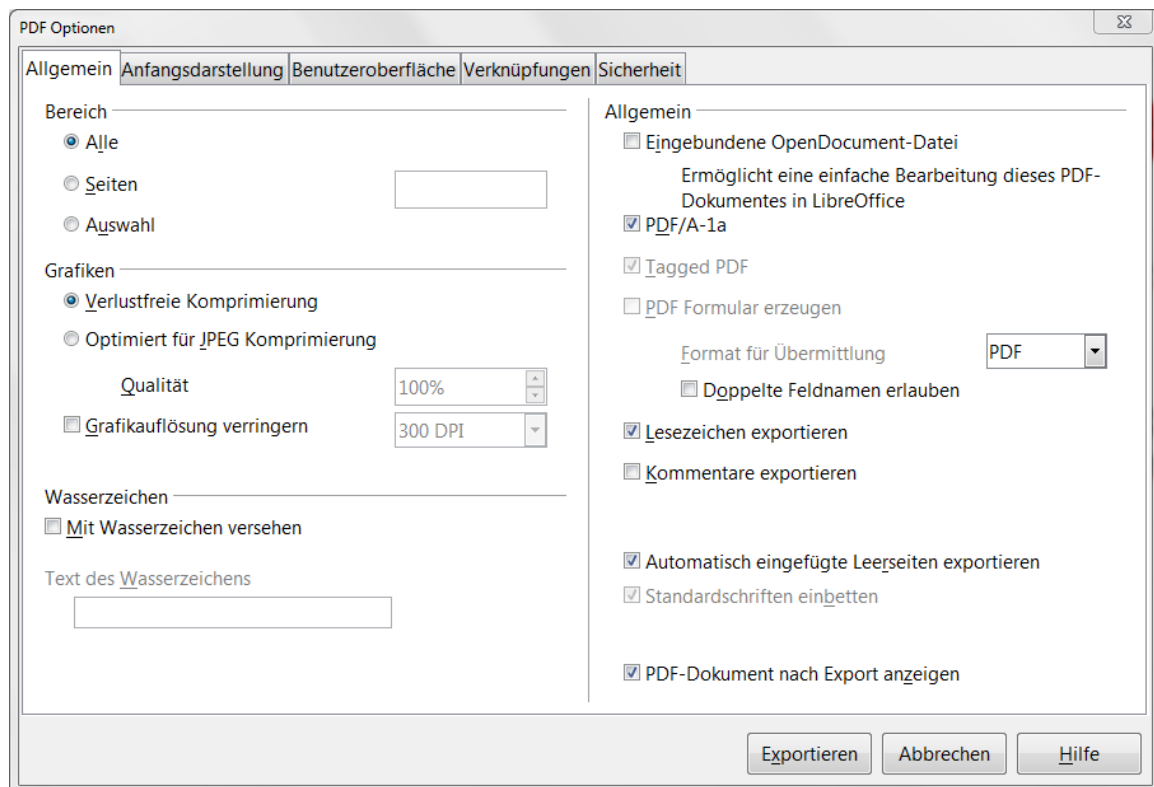 PDF Optionen
Allgemein Anfangsdarstellung Benutzeroberfläche Verknüpfungen Sicherheit
Bereich
Alle
Seiten
Auswahl
Grafiken
Verlustfreie Komprimierung
Optimiert für JPEG Komprimierung
Qualität 100%
Grafikauflösung verringern 300 DPI
Wasserzeichen
Mit Wasserzeichen versehen
Text des Wasserzeichens
Allgemein
Eingebundene OpenDocument-Datei
Ermöglicht eine einfache Bearbeitung dieses PDF-
Dokumentes in LibreOffice
PDF/A-1a
Tagged PDF
PDF Formular erzeugen
Format für Übermittlung PDF
Doppelte Feldnamen erlauben
Lesezeichen exportieren
Kommentare exportieren
Automatisch eingefügte Leerseiten exportieren
Standardschriften einbetten
PDF-Dokument nach Export anzeigen
Exportieren Abbrechen Hilfe